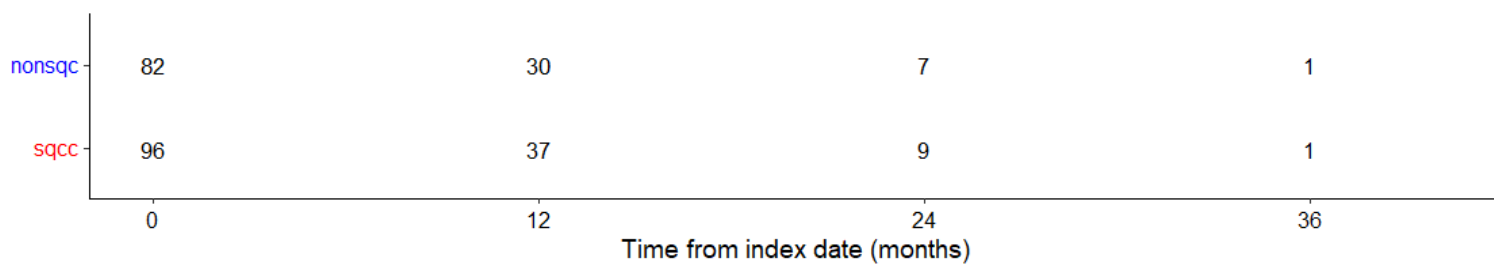 nonsqc 82 30 7 1
sqcc 96 37 9 1
0 12 24 36
Time from index date (months)